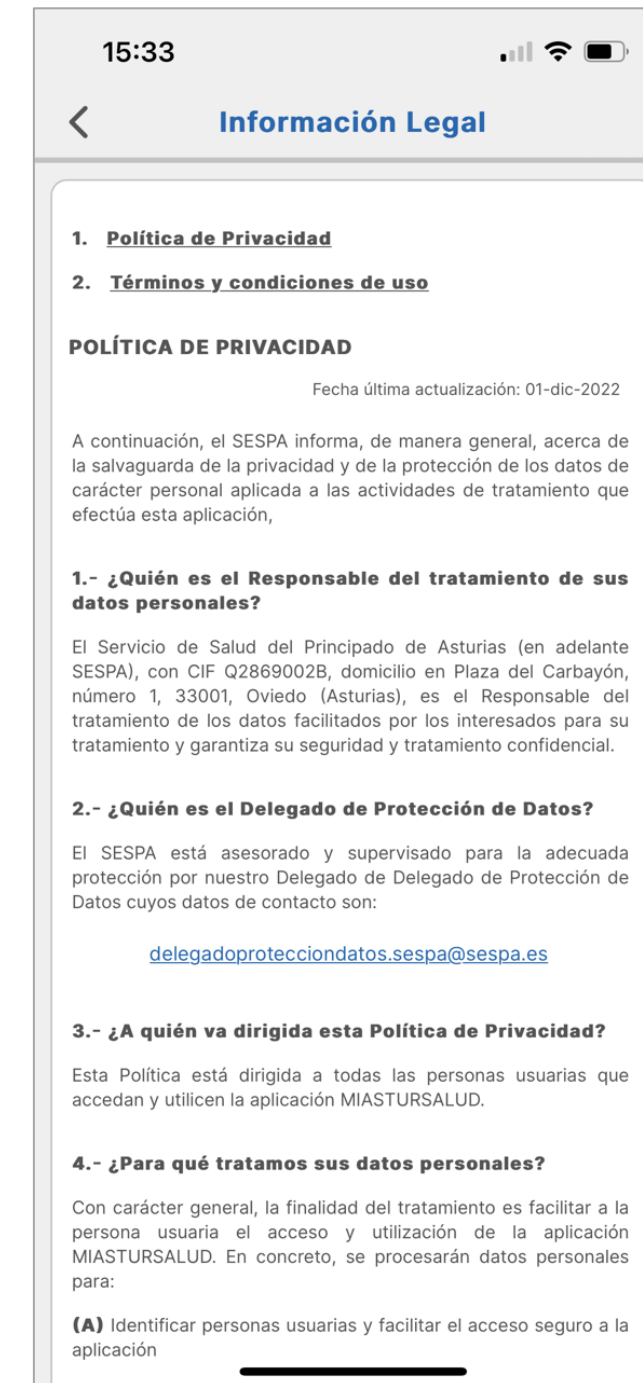 15:33
Información Legal
1. Política de Privacidad
2. Términos y condiciones de uso
POLÍTICA DE PRIVACIDAD
Fecha última actualización: 01-dic-2022
A continuación, el SESPA informa, de manera general, acerca de
la salvaguarda de la privacidad y de la protección de los datos de
carácter personal aplicada a las actividades de tratamiento que
efectúa esta aplicación,
1.- ¿Quién es el Responsable del tratamiento de sus
datos personales?
El Servicio de Salud del Principado de Asturias (en adelante
SESPA), con CIF Q2869002B, domicilio en Plaza del Carbayón,
número 1, 33001, Oviedo (Asturias), es el Responsable del
tratamiento de los datos facilitados por los interesados para su
tratamiento y garantiza su seguridad y tratamiento confidencial.
2.- ¿Quién es el Delegado de Protección de Datos?
El SESPA está asesorado y supervisado para la adecuada
protección por nuestro Delegado de Delegado de Protección de
Datos cuyos datos de contacto son:
delegadoprotecciondatos.sespa@sespa.es
3.- ¿A quién va dirigida esta Política de Privacidad?
Esta Política está dirigida a todas las personas usuarias que
accedan y utilicen la aplicación MIASTURSALUD.
4.- ¿Para qué tratamos sus datos personales?
Con carácter general, la finalidad del tratamiento es facilitar a la
persona usuaria el acceso y utilización de la aplicación
MIASTURSALUD. En concreto, se procesarán datos personales
para:
(A) Identificar personas usuarias y facilitar el acceso seguro a la
aplicación